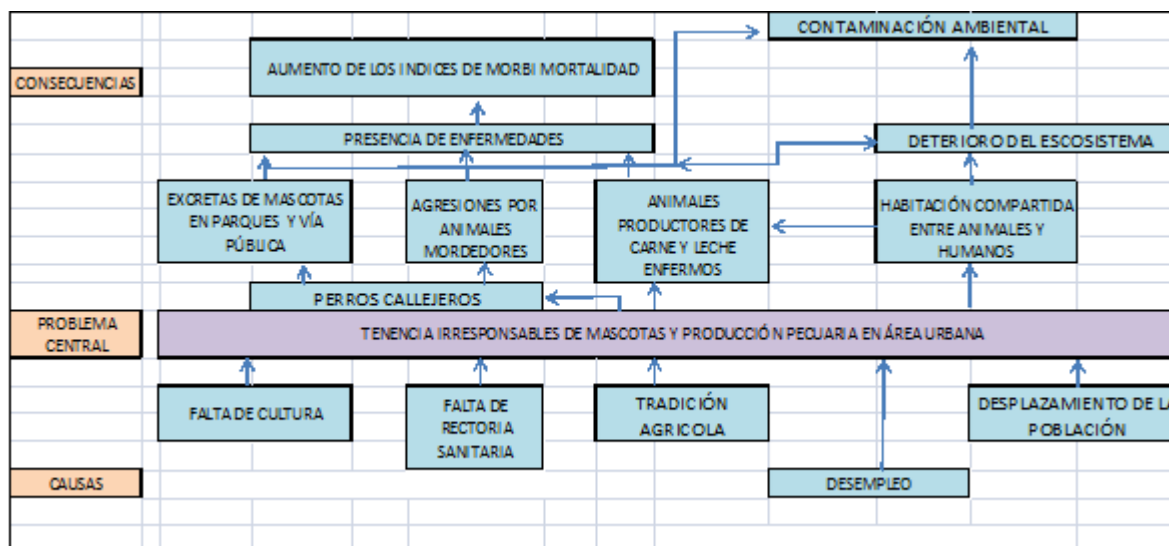 CONTAMINACIÓN AMBIENTAL
AUMENTO DE LOS INDICES DE MORBI MORTALIDAD
CONSECUENCIAS
PRESENCIA DE ENFERMEDADES
DETERIORO DEL ESCOSISTEMA
EXCRETAS DE MASCOTAS
EN PARQUES Y VÍA
PÚBLICA
AGRESIONES POR
ANIMALES
MORDEDORES
ANIMALES
PRODUCTORES DE
CARNE Y LECHE
ENFERMOS
HABITACIÓN COMPARTIDA
ENTRE ANIMALES Y
HUMANOS
PERROS CALLEJEROS
PROBLEMA
CENTRAL
TENENCIA IRRESPONSABLES DE MASCOTAS Y PRODUCCIÓN PECUARIA EN ÁREA URBANA
FALTA DE CULTURA
FALTA DE
RECTORIA
SANITARIA
TRADICIÓN
AGRICOLA
DESPLAZAMIENTO DE LA
POBLACIÓN
CAUSAS
DESEMPLEO